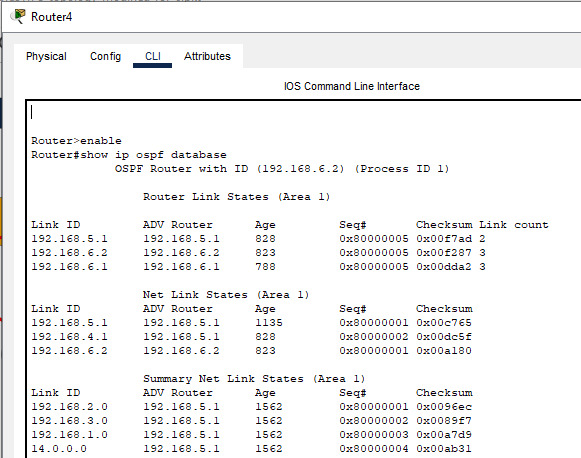 Router4
Physical Config CLI Attributes
IOS Command Line Interface
Router>enable
Router#show ip ospf database
OSPF Router with ID (192.168.6.2) (Process ID 1)
Router Link States (Area 1)
Link ID ADV Router Age Seq# Checksum Link count
192.168.5.1 192.168.5.1 828 0x80000005 0x00f7ad 2
192.168.6.2 192.168.6.2 823 0x80000005 0x00f287 3
192.168.6.1 192.168.6.1 788 0x80000005 0x00dda2 3
Net Link States (Area 1)
Link ID ADV Router Age Seq# Checksum
192.168.5.1 192.168.5.1 1135 0x80000001 0x00c765
192.168.4.1 192.168.5.1 828 0x80000002 0x00dc5f
192.168.6.2 192.168.6.2 823 0x80000001 0x00a180
Summary Net Link States (Area 1)
Link ID ADV Router Age Seq# Checksum
192.168.2.0 192.168.5.1 1562 0x80000001 0x0096ec
192.168.3.0 192.168.5.1 1562 0x80000002 0x0089f7
192.168.1.0 192.168.5.1 1562 0x80000003 0x00a7d9
14.0.0.0 192.168.5.1 1562 0x80000004 0x00ab31